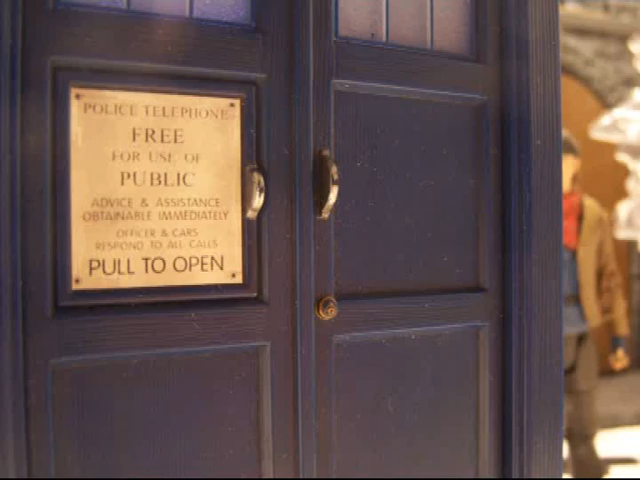 POLICE TELEPHONE
FREE
FOR USE OF
PUBLIC
ADVICE & ASSISTANCE
OBTAINABLE IMMEDIATELY
OFFICER & CARS
RESPOND TO ALL CALLS
PULL TO OPEN